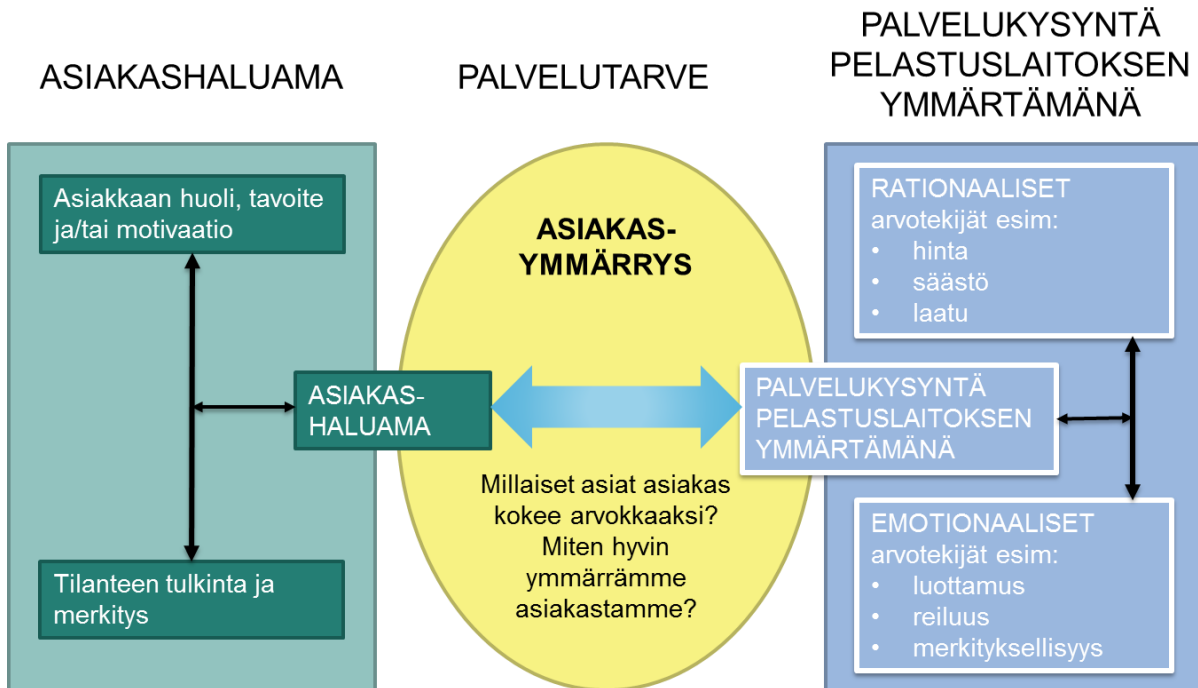 ASIAKASHALUAMA
PALVELUTARVE
PALVELUKYSYNTÄ
PELASTUSLAITOKSEN
YMMÄRTÄMÄNÄ
Asiakkaan huoli, tavoite
ja/tai motivaatio
ASIAKAS-
HALUAMA
Tilanteen tulkinta ja
merkitys
ASIAKAS-
YMMÄRRYS
Millaiset asiat asiakas
kokee arvokkaaksi?
Miten hyvin
ymmärrämme
asiakastamme?
RATIONAALISET
arvotekijät esim:
• hinta
• säästö
• laatu
PALVELUKYSYNTÄ
PELASTUSLAITOKSEN
YMMÄRTÄMÄNÄ
EMOTIONAALISET
arvotekijät esim:
• luottamus
• reiluus
• merkityksellisyys